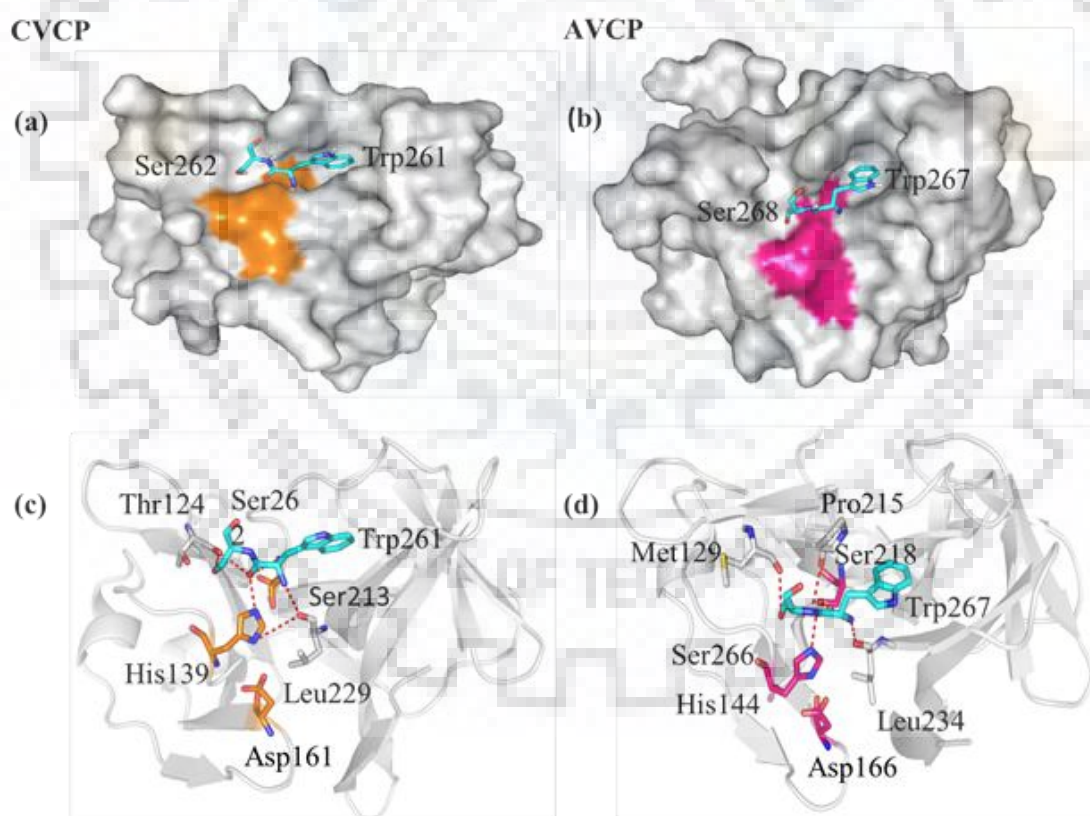 CVCP
AVCP
(a)
Ser262
Trp261
(b)
Ser268
Trp267
(c)
Thr124
Ser26
2
Trp261
Ser213
His139
Leu229
Asp161
(d)
Pro215
Met129
Ser218
Trp267
Ser266
His144
Leu234
Asp166